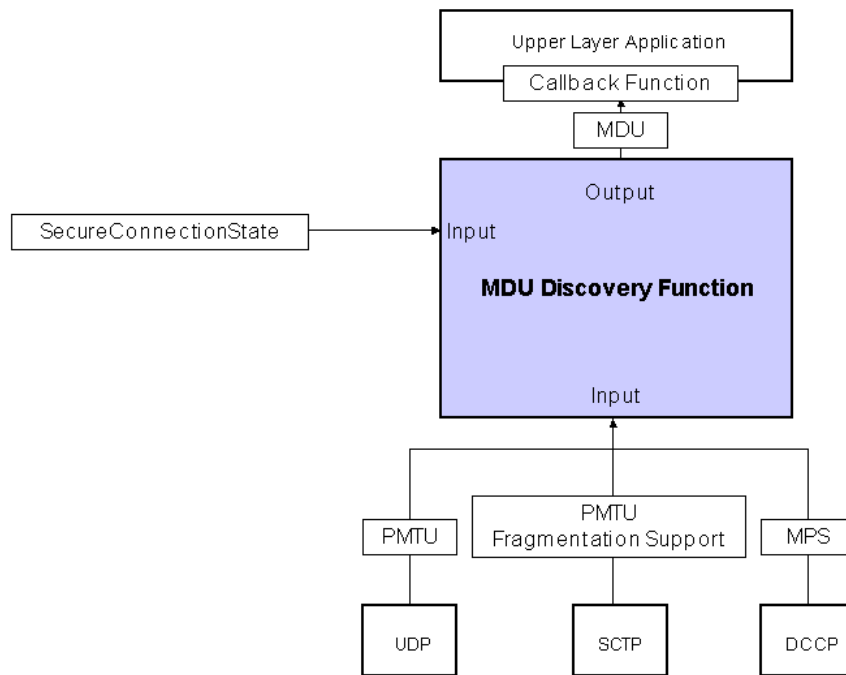 Upper Layer Application
Callback Function
MDU
Output
SecureConnectionState
Input
MDU Discovery Function
Input
PMTU
PMTU
Fragmentation Support
MPS
UDP
SCTP
DCCP